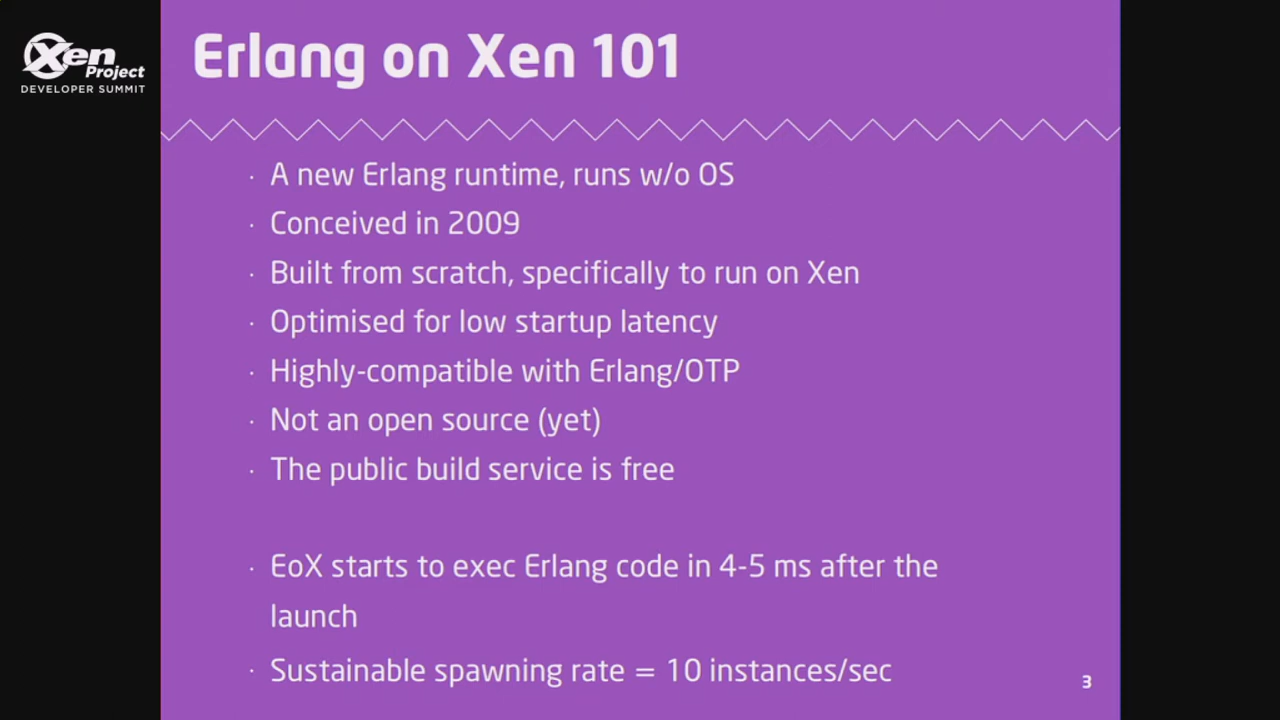 Xen
Project
DEVELOPER SUMMIT
Erlang on Xen 101
· A new Erlang runtime, runs w/o OS
· Conceived in 2009
· Built from scratch, specifically to run on Xen
· Optimised for low startup latency
· Highly-compatible with Erlang/OTP
· Not an open source (yet)
· The public build service is free
· EoX starts to exec Erlang code in 4-5 ms after the
launch
· Sustainable spawning rate = 10 instances/sec
3